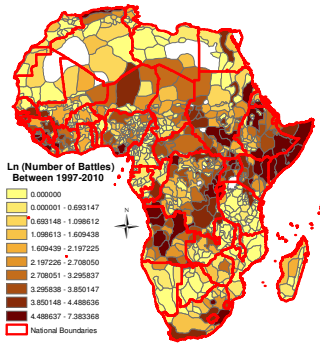 Ln (Number of Battles)
Between 1997-2010
N
0.000000
0.000001 - 0.693147
0.693148 - 1.098612
1.098613 - 1.609438
1.609439 - 2.197225
2.197226 - 2.708050
2.708051 - 3.295837
3.295838 - 3.850147
3.850148 - 4.488636
4.488637 - 7.383368
National Boundaries